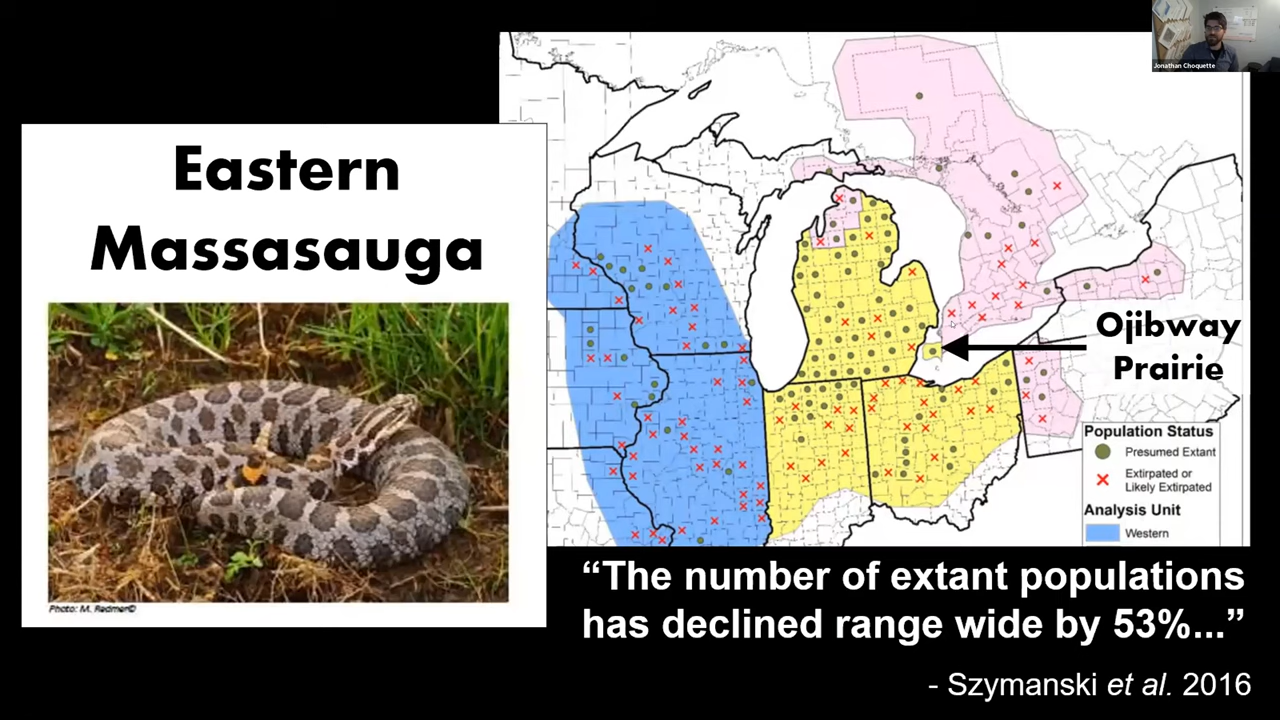 Jonathan Choquette
Eastern
Massasauga
Photo: M. Redmer©
Ojibway
Prairie
Population Status
Presumed Extant
Extirpated or
Likely Extirpated
Analysis Unit
Western
“The number of extant populations
has declined range wide by 53%...”
- Szymanski et al. 2016